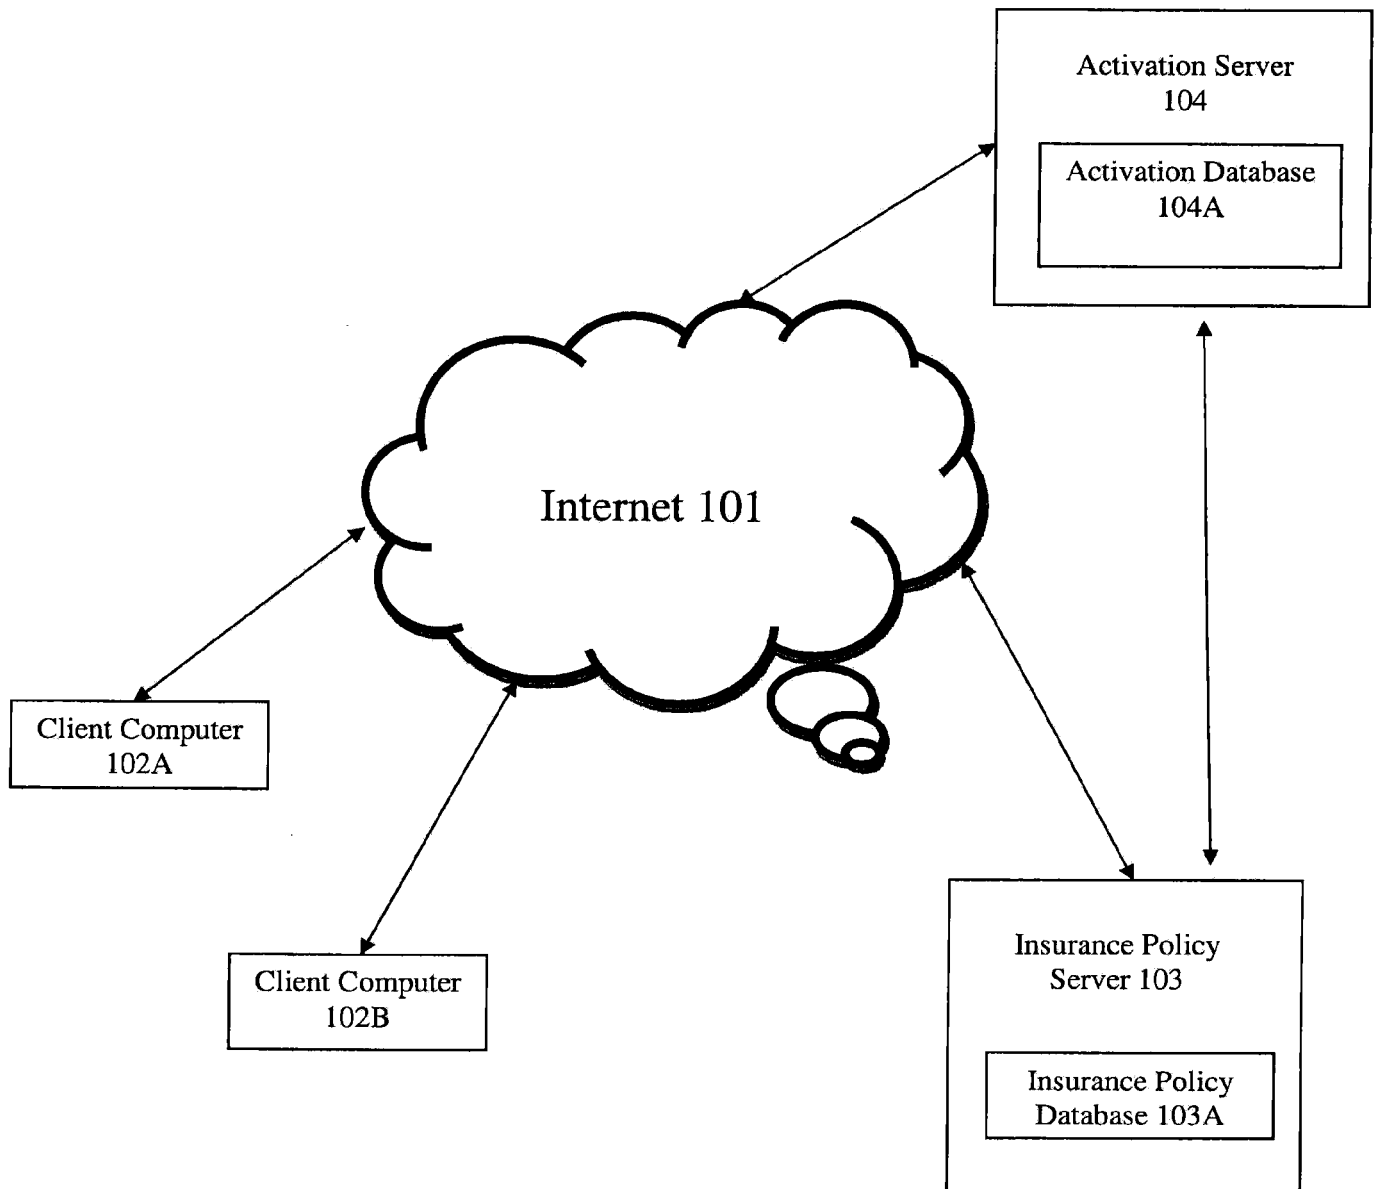 Activation Server
104
Activation Database
104A
Internet 101
Client Computer
102A
Client Computer
102B
Insurance Policy
Server 103
Insurance Policy
Database 103A